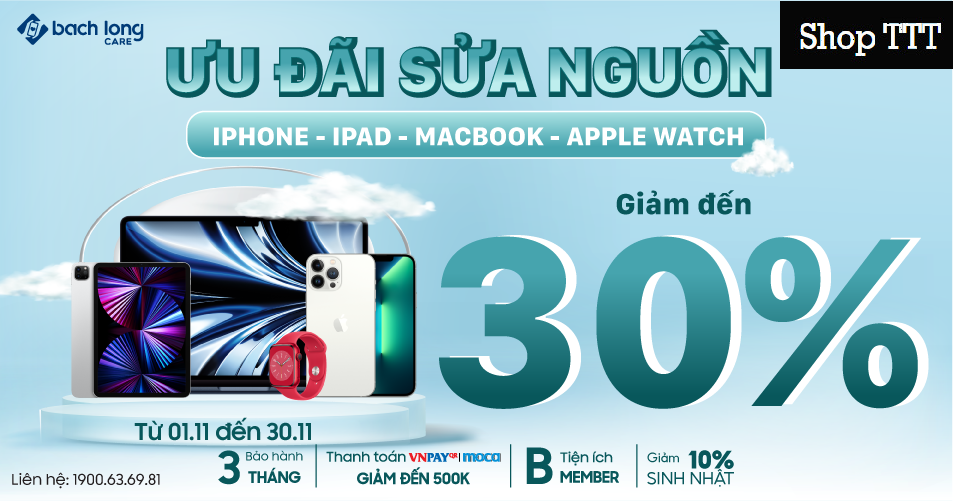 bach long
CARE
Shop TTT
ƯU ĐÃI SỬA NGUỒN
IPHONE - IPAD - MACBOOK - APPLE WATCH
Giảm đến
30%
Từ 01.11 đến 30.11
Liên hệ: 1900.63.69.81
3 Bảo hành
THÁNG
Thanh toán VNPAYQR | moca
GIẢM ĐẾN 500K
B Tiện ích
MEMBER
Giảm 10%
SINH NHẬT